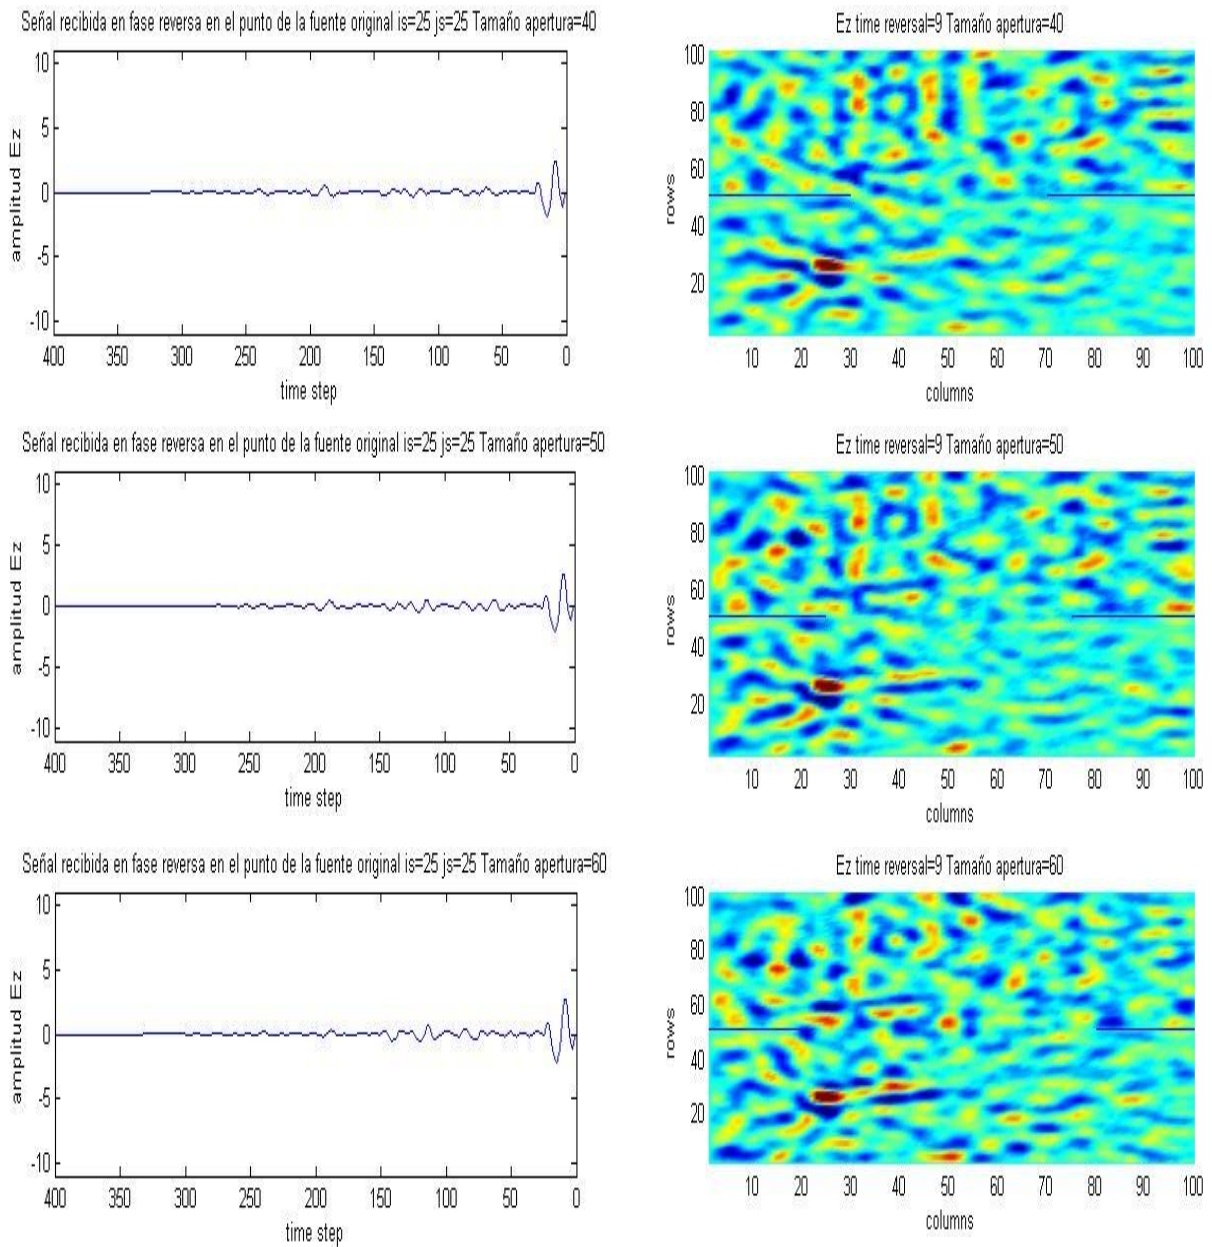 Señal recibida en fase reversa en el punto de la fuente original is=25 js=25 Tamaño apertura=40
10
5
0
-5
-10
amplitud Ez
400 350 300 250 200 150 100 50 0
time step
Ez time reversal=9 Tamaño apertura=40
100
80
60
40
20
rows
10 20 30 40 50 60 70 80 90 100
columns
Señal recibida en fase reversa en el punto de la fuente original is=25 js=25 Tamaño apertura=50
10
5
0
-5
-10
amplitud Ez
400 350 300 250 200 150 100 50 0
time step
Ez time reversal=9 Tamaño apertura=50
100
80
60
40
20
rows
10 20 30 40 50 60 70 80 90 100
columns
Señal recibida en fase reversa en el punto de la fuente original is=25 js=25 Tamaño apertura=60
10
5
0
-5
-10
amplitud Ez
400 350 300 250 200 150 100 50 0
time step
Ez time reversal=9 Tamaño apertura=60
100
80
60
40
20
rows
10 20 30 40 50 60 70 80 90 100
columns